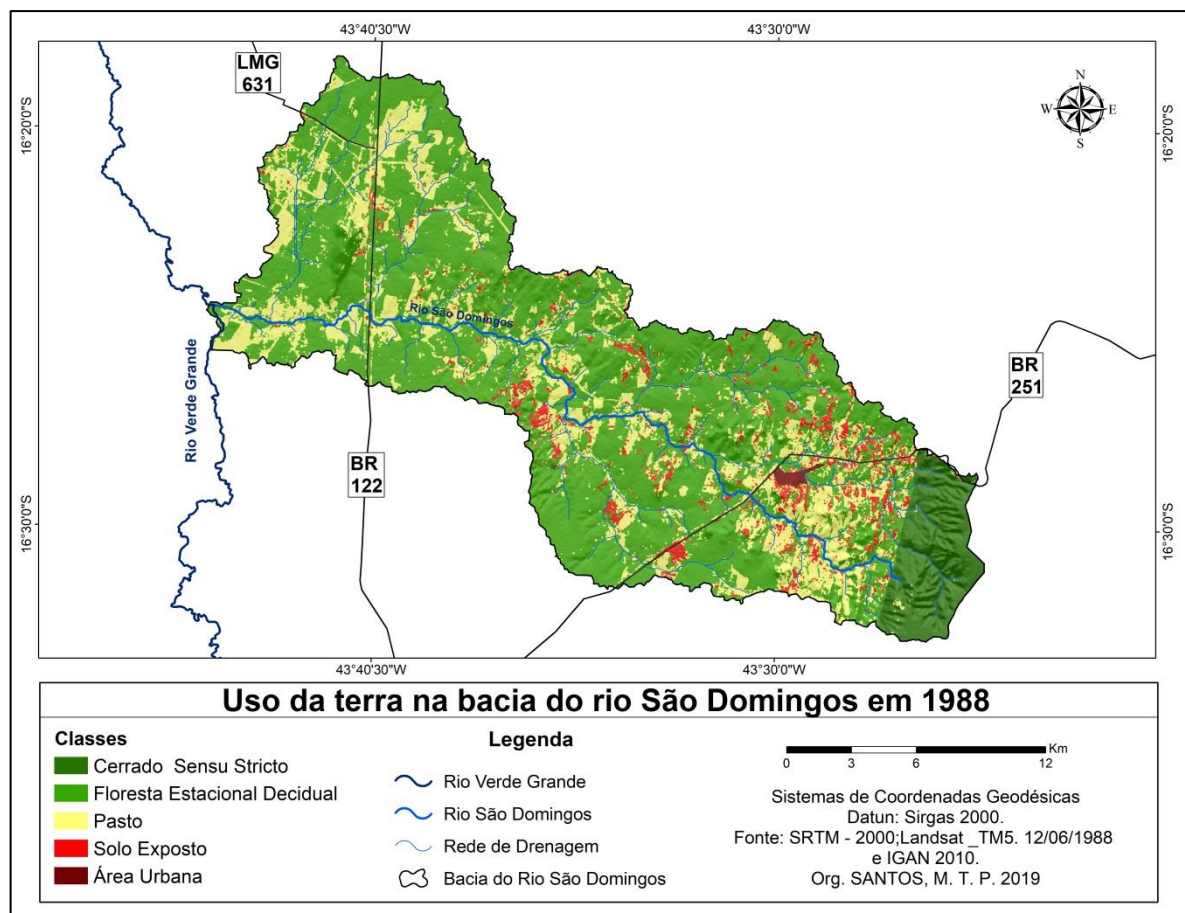 43°40'30"W
43°30'0"W
LMG
631
N
W
E
S
16°20'0"S
16°20'0"S
Rio São Domingos
Rio Verde Grande
BR
251
BR
122
16°30'0"S
16°30'0"S
43°40'30"W
43°30'0"W
Uso da terra na bacia do rio São Domingos em 1988
Classes
Cerrado Sensu Stricto
Floresta Estacional Decidual
Pasto
Solo Exposto
Área Urbana
Legenda
Rio Verde Grande
Rio São Domingos
Rede de Drenagem
Bacia do Rio São Domingos
Km
0 3 6 12
Sistemas de Coordenadas Geodésicas
Datun: Sirgas 2000.
Fonte: SRTM - 2000;Landsat _TM5. 12/06/1988
e IGAN 2010.
Org. SANTOS, M. T. P. 2019